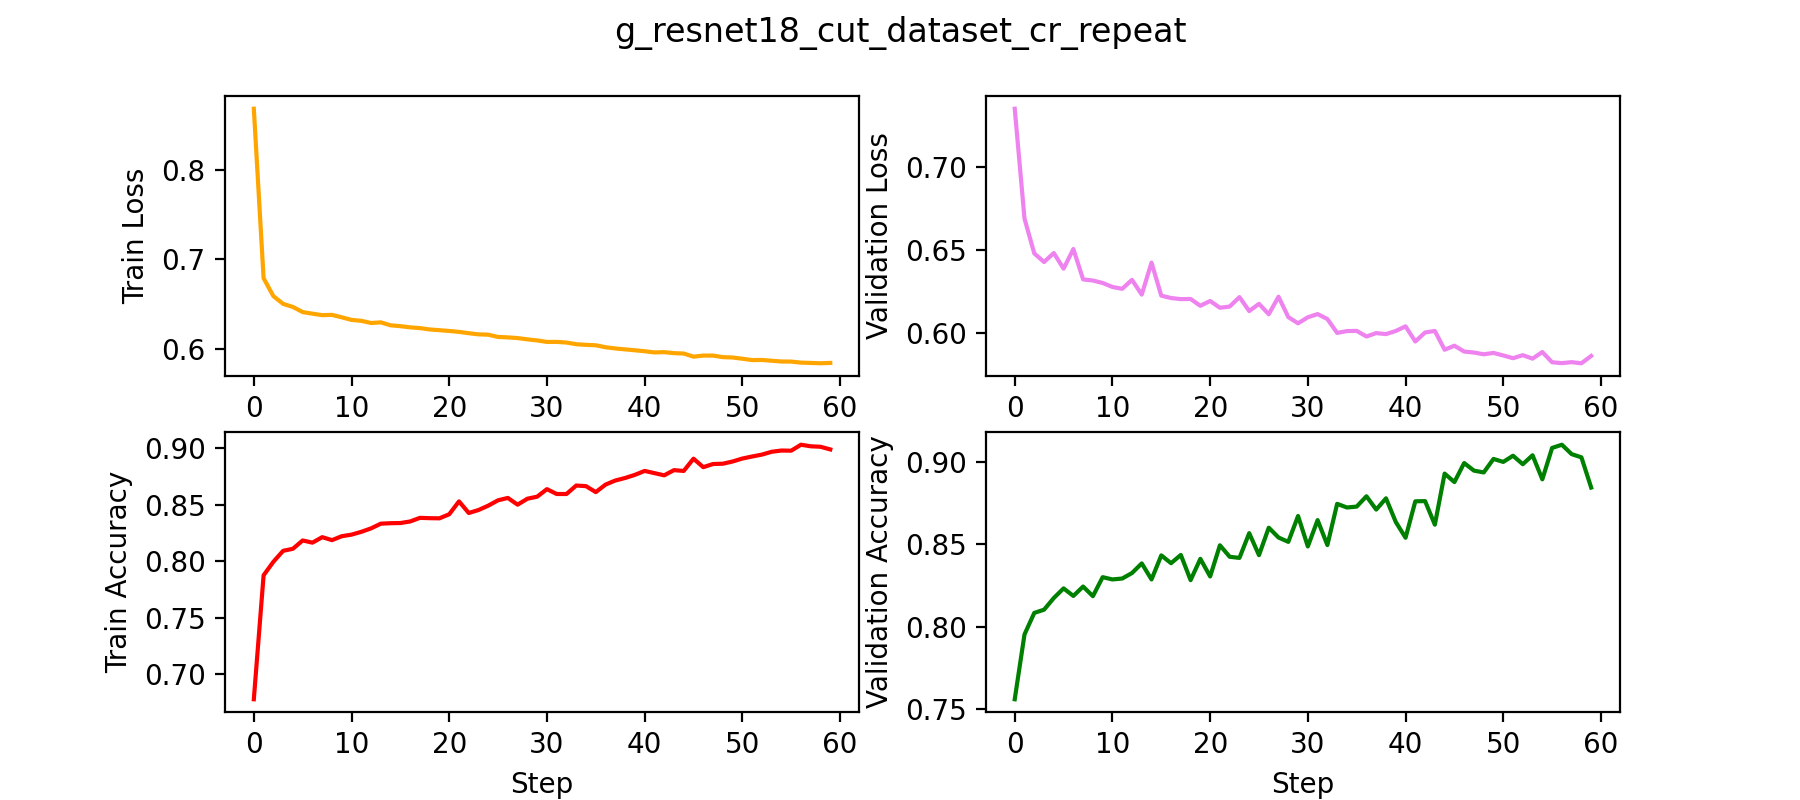 g_resnet18_cut_dataset_cr_repeat
Train Loss
0.8
0.7
0.6
0 10 20 30 40 50 60
Validation Loss
0.70
0.65
0.60
0 10 20 30 40 50 60
Train Accuracy
0.90
0.85
0.80
0.75
0.70
0 10 20 30 40 50 60
Step
Validation Accuracy
0.90
0.85
0.80
0.75
0 10 20 30 40 50 60
Step